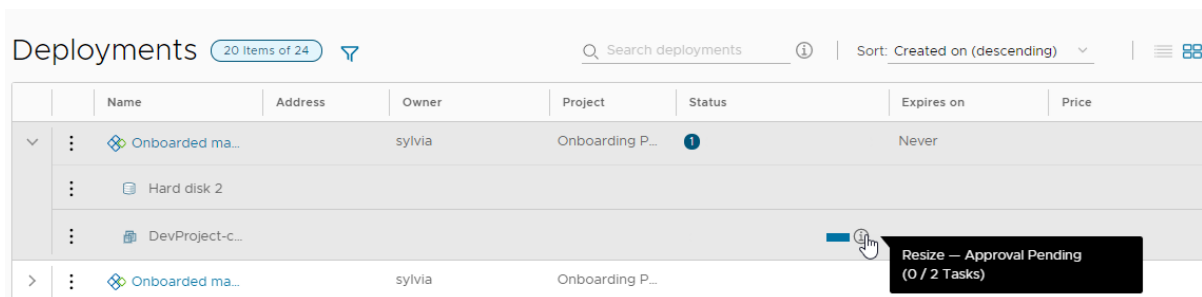 Deployments 20 Items of 24 Search deployments Sort: Created on (descending)
Name Address Owner Project Status Expires on Price
Onboarded ma... sylvia Onboarding P... 1 Never
Hard disk 2
DevProject-c...
Resize — Approval Pending
(0 / 2 Tasks)
Onboarded ma... sylvia Onboarding P...